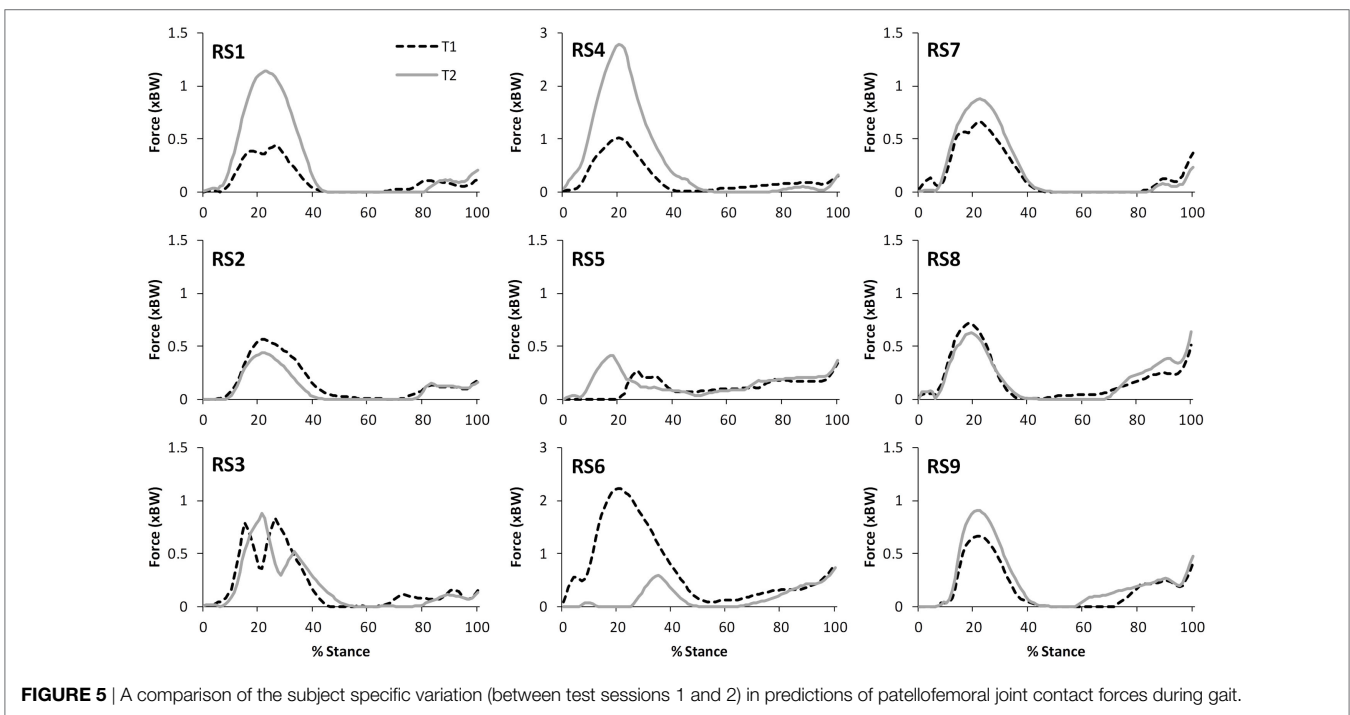 RS1
T1
T2
Force (xBW)
1.5
1
0.5
0
0 20 40 60 80 100
RS4
Force (xBW)
3
2
1
0
0 20 40 60 80 100
RS7
Force (xBW)
1.5
1
0.5
0
0 20 40 60 80 100
RS2
Force (xBW)
1.5
1
0.5
0
0 20 40 60 80 100
RS5
Force (xBW)
1.5
1
0.5
0
0 20 40 60 80 100
RS8
Force (xBW)
1.5
1
0.5
0
0 20 40 60 80 100
RS3
Force (xBW)
1.5
1
0.5
0
0 20 40 60 80 100
% Stance
RS6
Force (xBW)
3
2
1
0
0 20 40 60 80 100
% Stance
RS9
Force (xBW)
1.5
1
0.5
0
0 20 40 60 80 100
% Stance
FIGURE 5 | A comparison of the subject specific variation (between test sessions 1 and 2) in predictions of patellofemoral joint contact forces during gait.